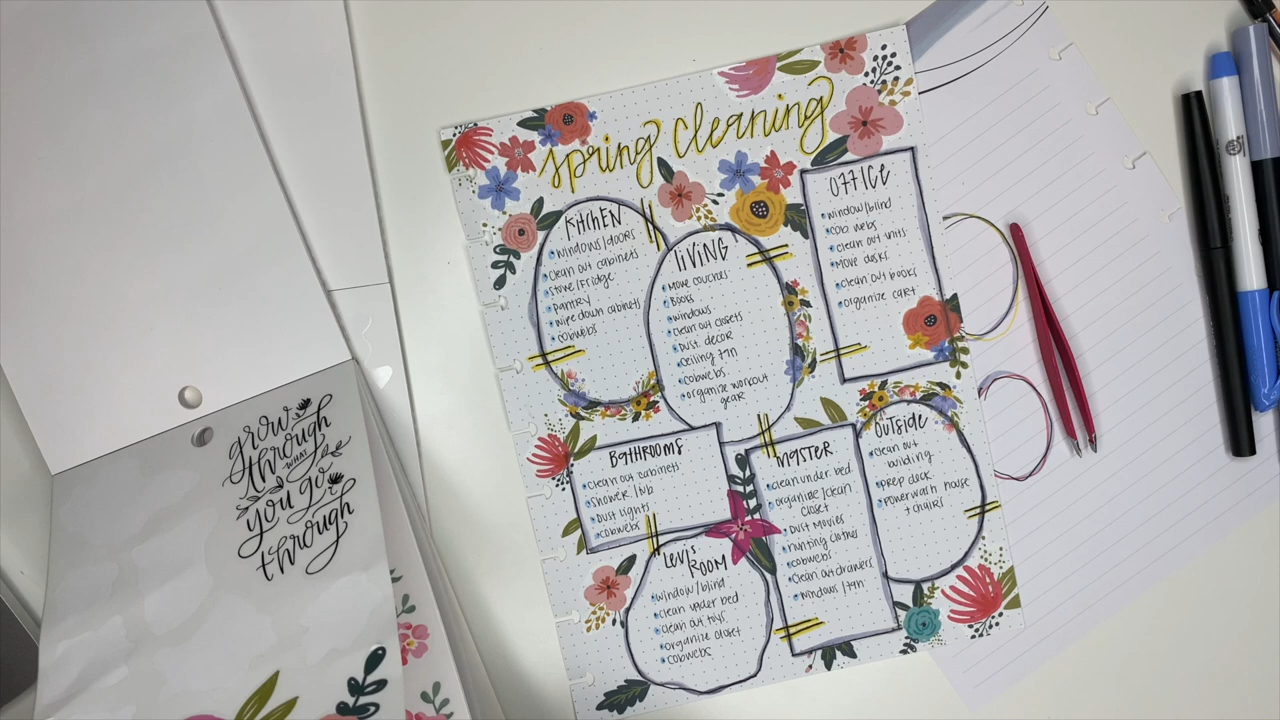 spring cleaning
KITCHEN
windows/doors
clean out cabinets
stove/fridge
pantry
wipe down cabinets
cobwebs
LIVING
Move couches
Books
windows
clean out closets
Dust decor
Ceiling fan
cobwebs
organize workout
gear
OFFICE
window/blind
cob webs
clean out units
Move desks
clean out books
organize cart
BATHROOMS
clean out cabinets
shower/tub
Dust lights
cobwebs
MASTER
clean under bed
organize/clean
closet
Dust Movies
hunting clothes
cobwebs
clean out drawers
windows/fan
OUTSIDE
clean out
building
prep deck
powerwash house
+ chairs
Levi's
ROOM
window/blind
clean under bed
clean out toys
organize closet
cobwebs
grow
through
WHAT
you go
through